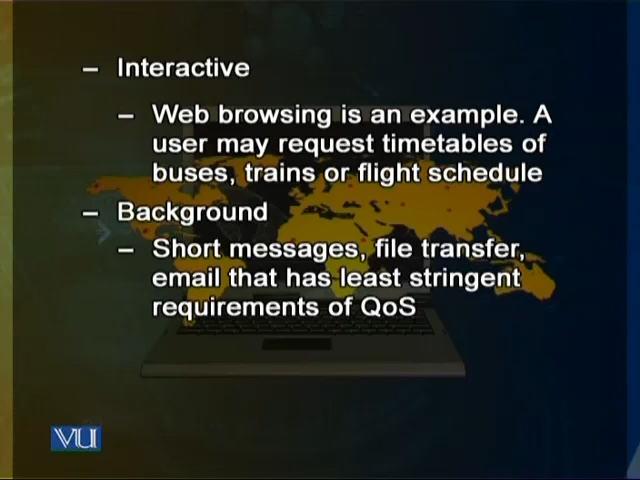 – Interactive
– Web browsing is an example. A
user may request timetables of
buses, trains or flight schedule
– Background
– Short messages, file transfer,
email that has least stringent
requirements of QoS
VU